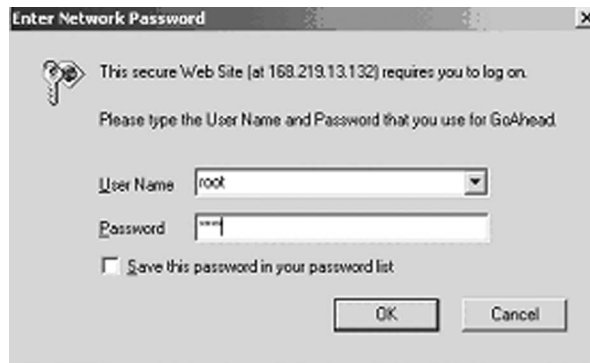 Enter Network Password
This secure Web Site (at 168.219.13.132) requires you to log on.
Please type the User Name and Password that you use for GoAhead.
User Name root
Password ****
Save this password in your password list
OK Cancel